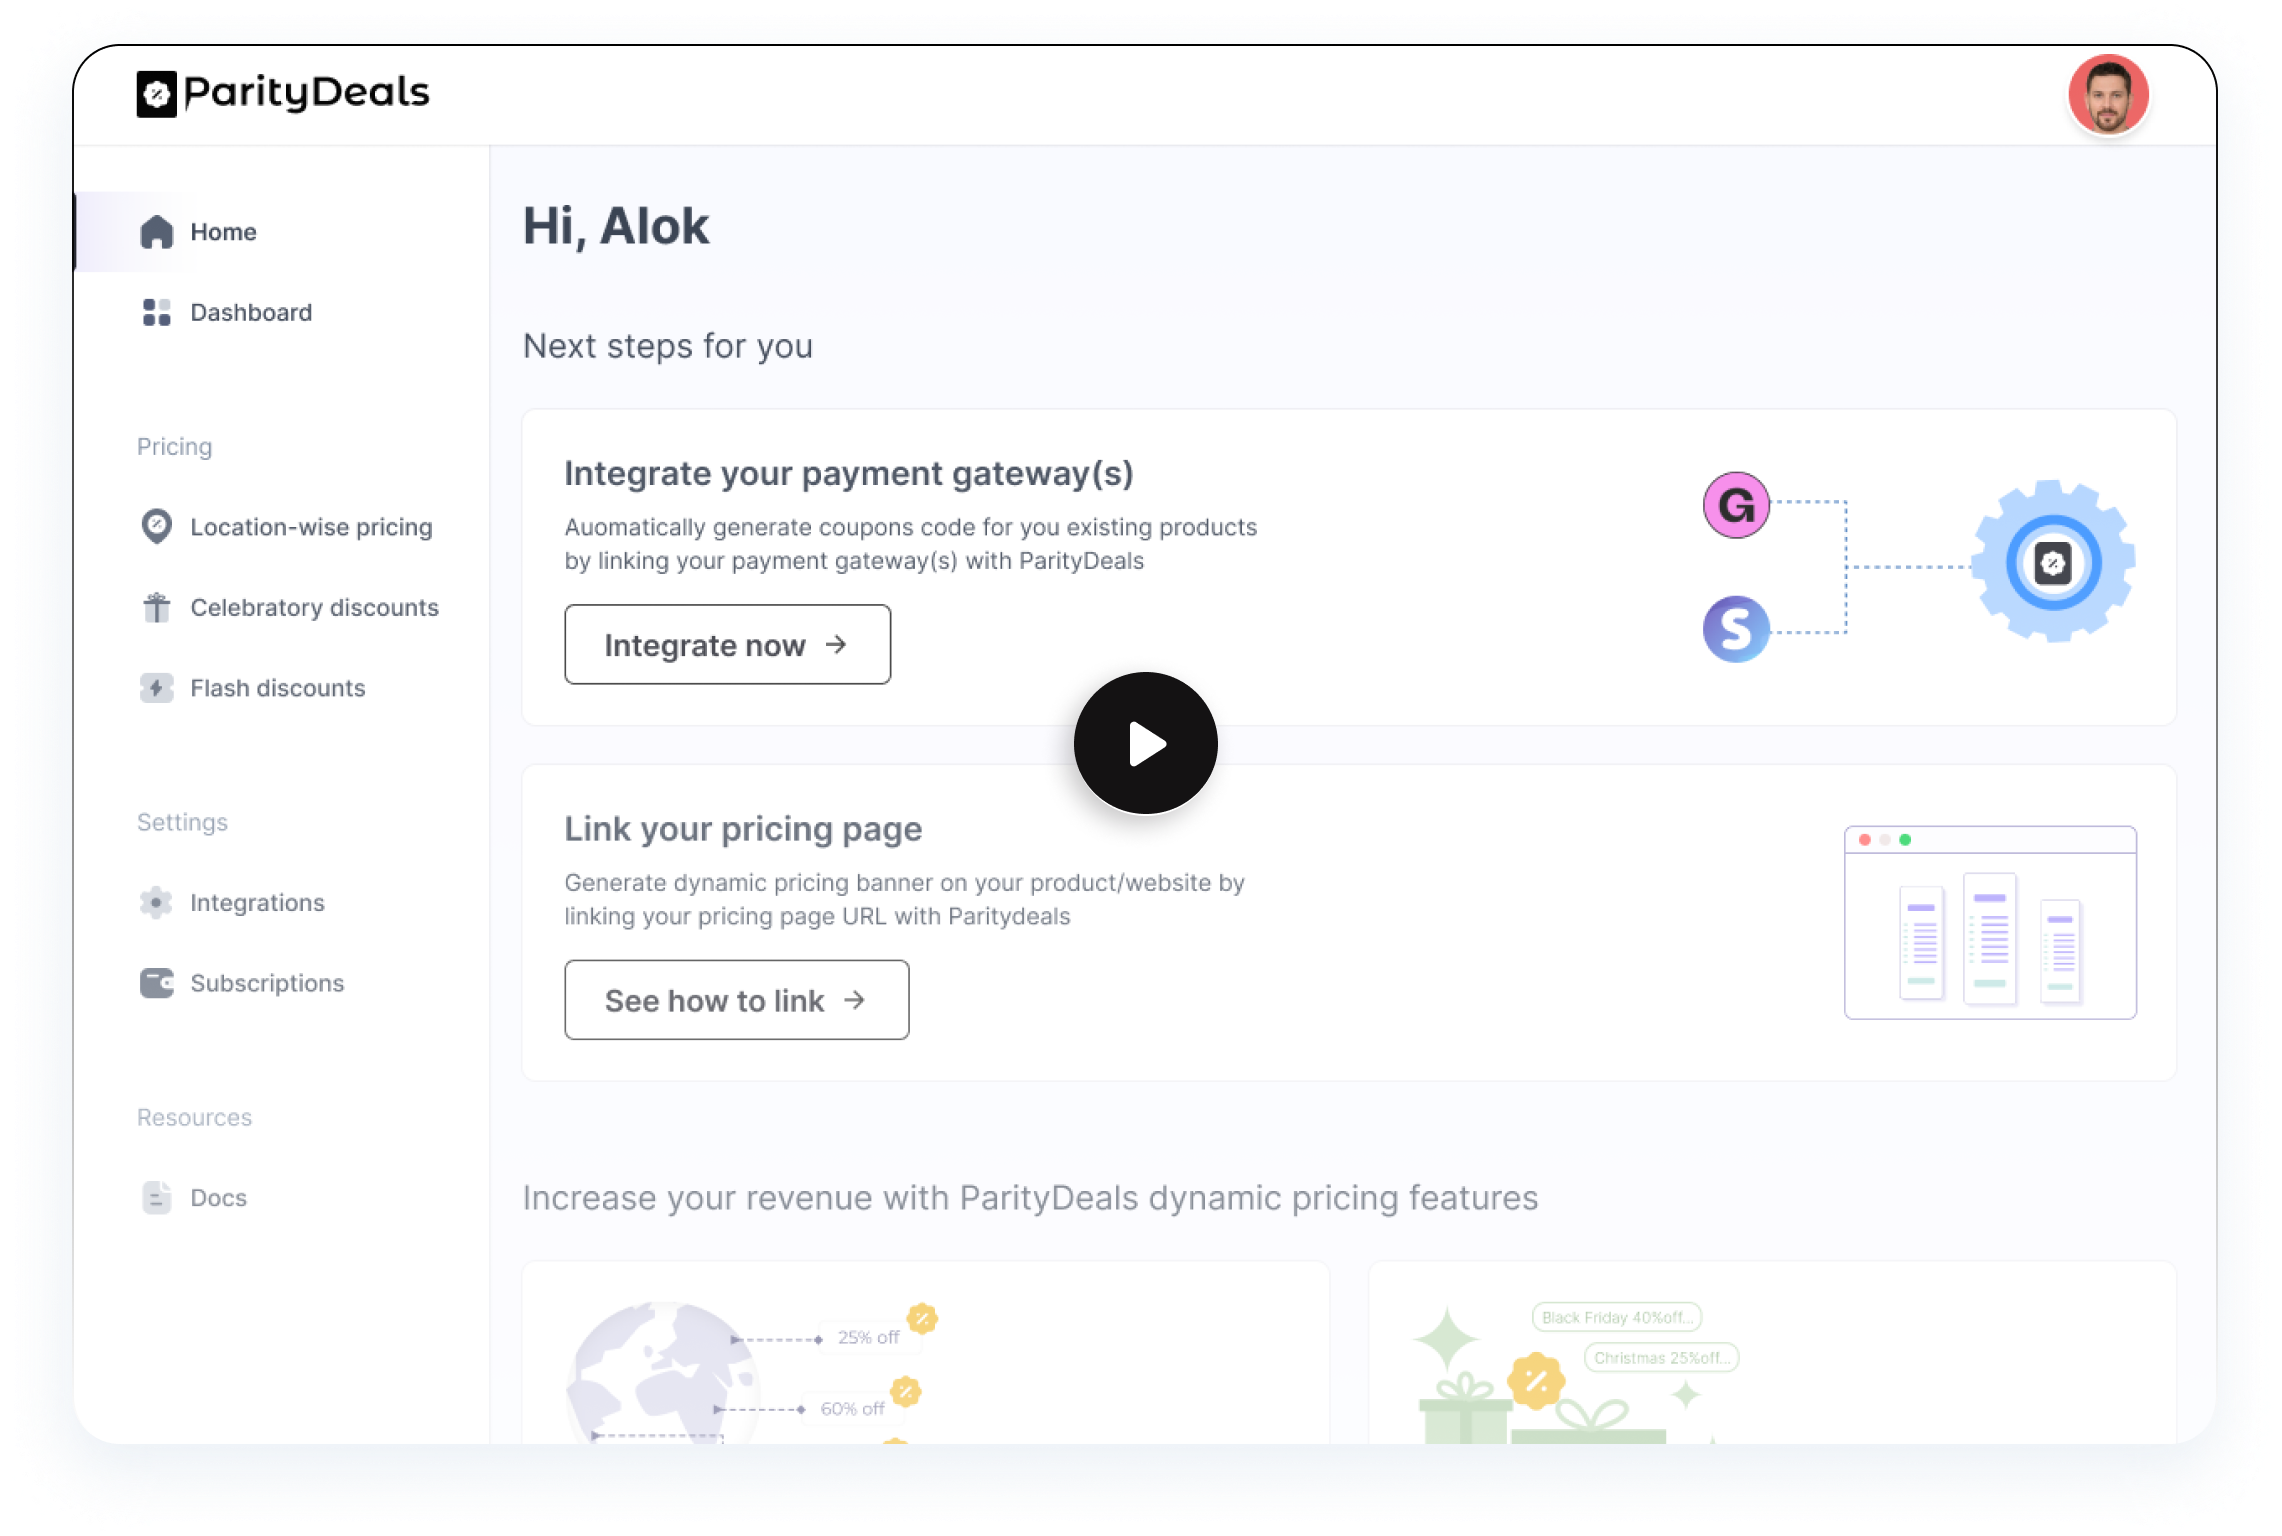 ParityDeals
Home
Dashboard
Pricing
Location-wise pricing
Celebratory discounts
Flash discounts
Settings
Integrations
Subscriptions
Resources
Docs
Hi, Alok
Next steps for you
Integrate your payment gateway(s)
Auomatically generate coupons code for you existing products
by linking your payment gateway(s) with ParityDeals
Integrate now →
G
S
Link your pricing page
Generate dynamic pricing banner on your product/website by
linking your pricing page URL with Paritydeals
See how to link →
Increase your revenue with ParityDeals dynamic pricing features
25% off
60% off
Black Friday 40%off...
Christmas 25%off...